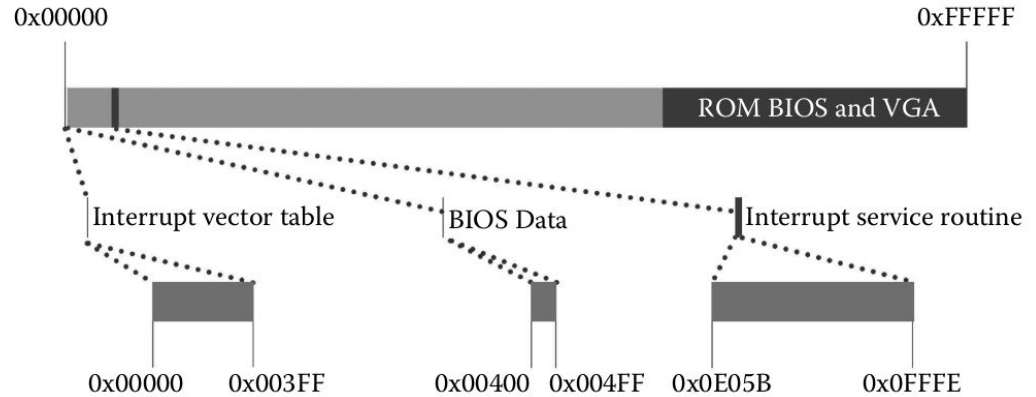 0x00000 0xFFFFF
ROM BIOS and VGA
Interrupt vector table BIOS Data Interrupt service routine
0x00000 0x003FF 0x00400 0x004FF 0x0E05B 0x0FFFE